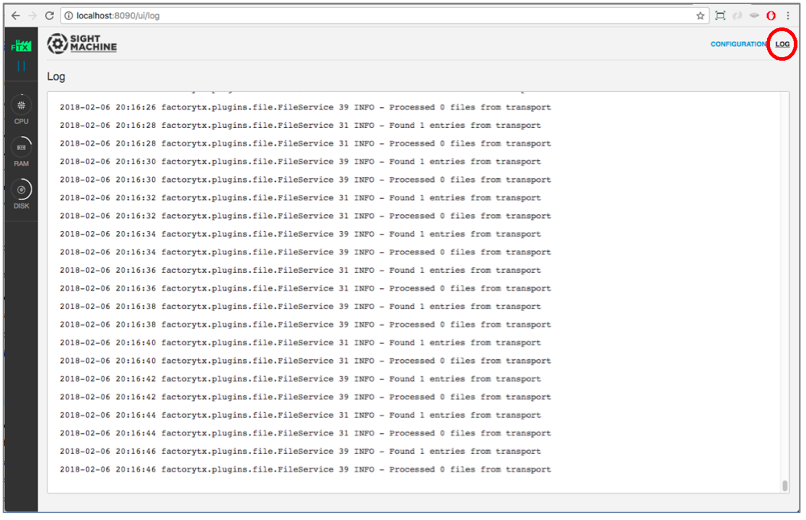 localhost:8090/ui/log
FTX
SIGHT
MACHINE
CONFIGURATION
LOG
Log
CPU
RAM
DISK
2018-02-06 20:16:26 factorytx.plugins.file.FileService 39 INFO - Processed 0 files from transport
2018-02-06 20:16:28 factorytx.plugins.file.FileService 31 INFO - Found 1 entries from transport
2018-02-06 20:16:28 factorytx.plugins.file.FileService 31 INFO - Processed 0 files from transport
2018-02-06 20:16:30 factorytx.plugins.file.FileService 39 INFO - Found 1 entries from transport
2018-02-06 20:16:30 factorytx.plugins.file.FileService 39 INFO - Processed 0 files from transport
2018-02-06 20:16:32 factorytx.plugins.file.FileService 31 INFO - Found 1 entries from transport
2018-02-06 20:16:32 factorytx.plugins.file.FileService 31 INFO - Processed 0 files from transport
2018-02-06 20:16:34 factorytx.plugins.file.FileService 39 INFO - Found 1 entries from transport
2018-02-06 20:16:34 factorytx.plugins.file.FileService 39 INFO - Processed 0 files from transport
2018-02-06 20:16:36 factorytx.plugins.file.FileService 31 INFO - Found 1 entries from transport
2018-02-06 20:16:36 factorytx.plugins.file.FileService 31 INFO - Processed 0 files from transport
2018-02-06 20:16:38 factorytx.plugins.file.FileService 39 INFO - Found 1 entries from transport
2018-02-06 20:16:38 factorytx.plugins.file.FileService 39 INFO - Processed 0 files from transport
2018-02-06 20:16:40 factorytx.plugins.file.FileService 31 INFO - Found 1 entries from transport
2018-02-06 20:16:40 factorytx.plugins.file.FileService 31 INFO - Processed 0 files from transport
2018-02-06 20:16:42 factorytx.plugins.file.FileService 39 INFO - Found 1 entries from transport
2018-02-06 20:16:42 factorytx.plugins.file.FileService 39 INFO - Processed 0 files from transport
2018-02-06 20:16:44 factorytx.plugins.file.FileService 31 INFO - Found 1 entries from transport
2018-02-06 20:16:44 factorytx.plugins.file.FileService 31 INFO - Processed 0 files from transport
2018-02-06 20:16:46 factorytx.plugins.file.FileService 39 INFO - Found 1 entries from transport
2018-02-06 20:16:46 factorytx.plugins.file.FileService 39 INFO - Processed 0 files from transport